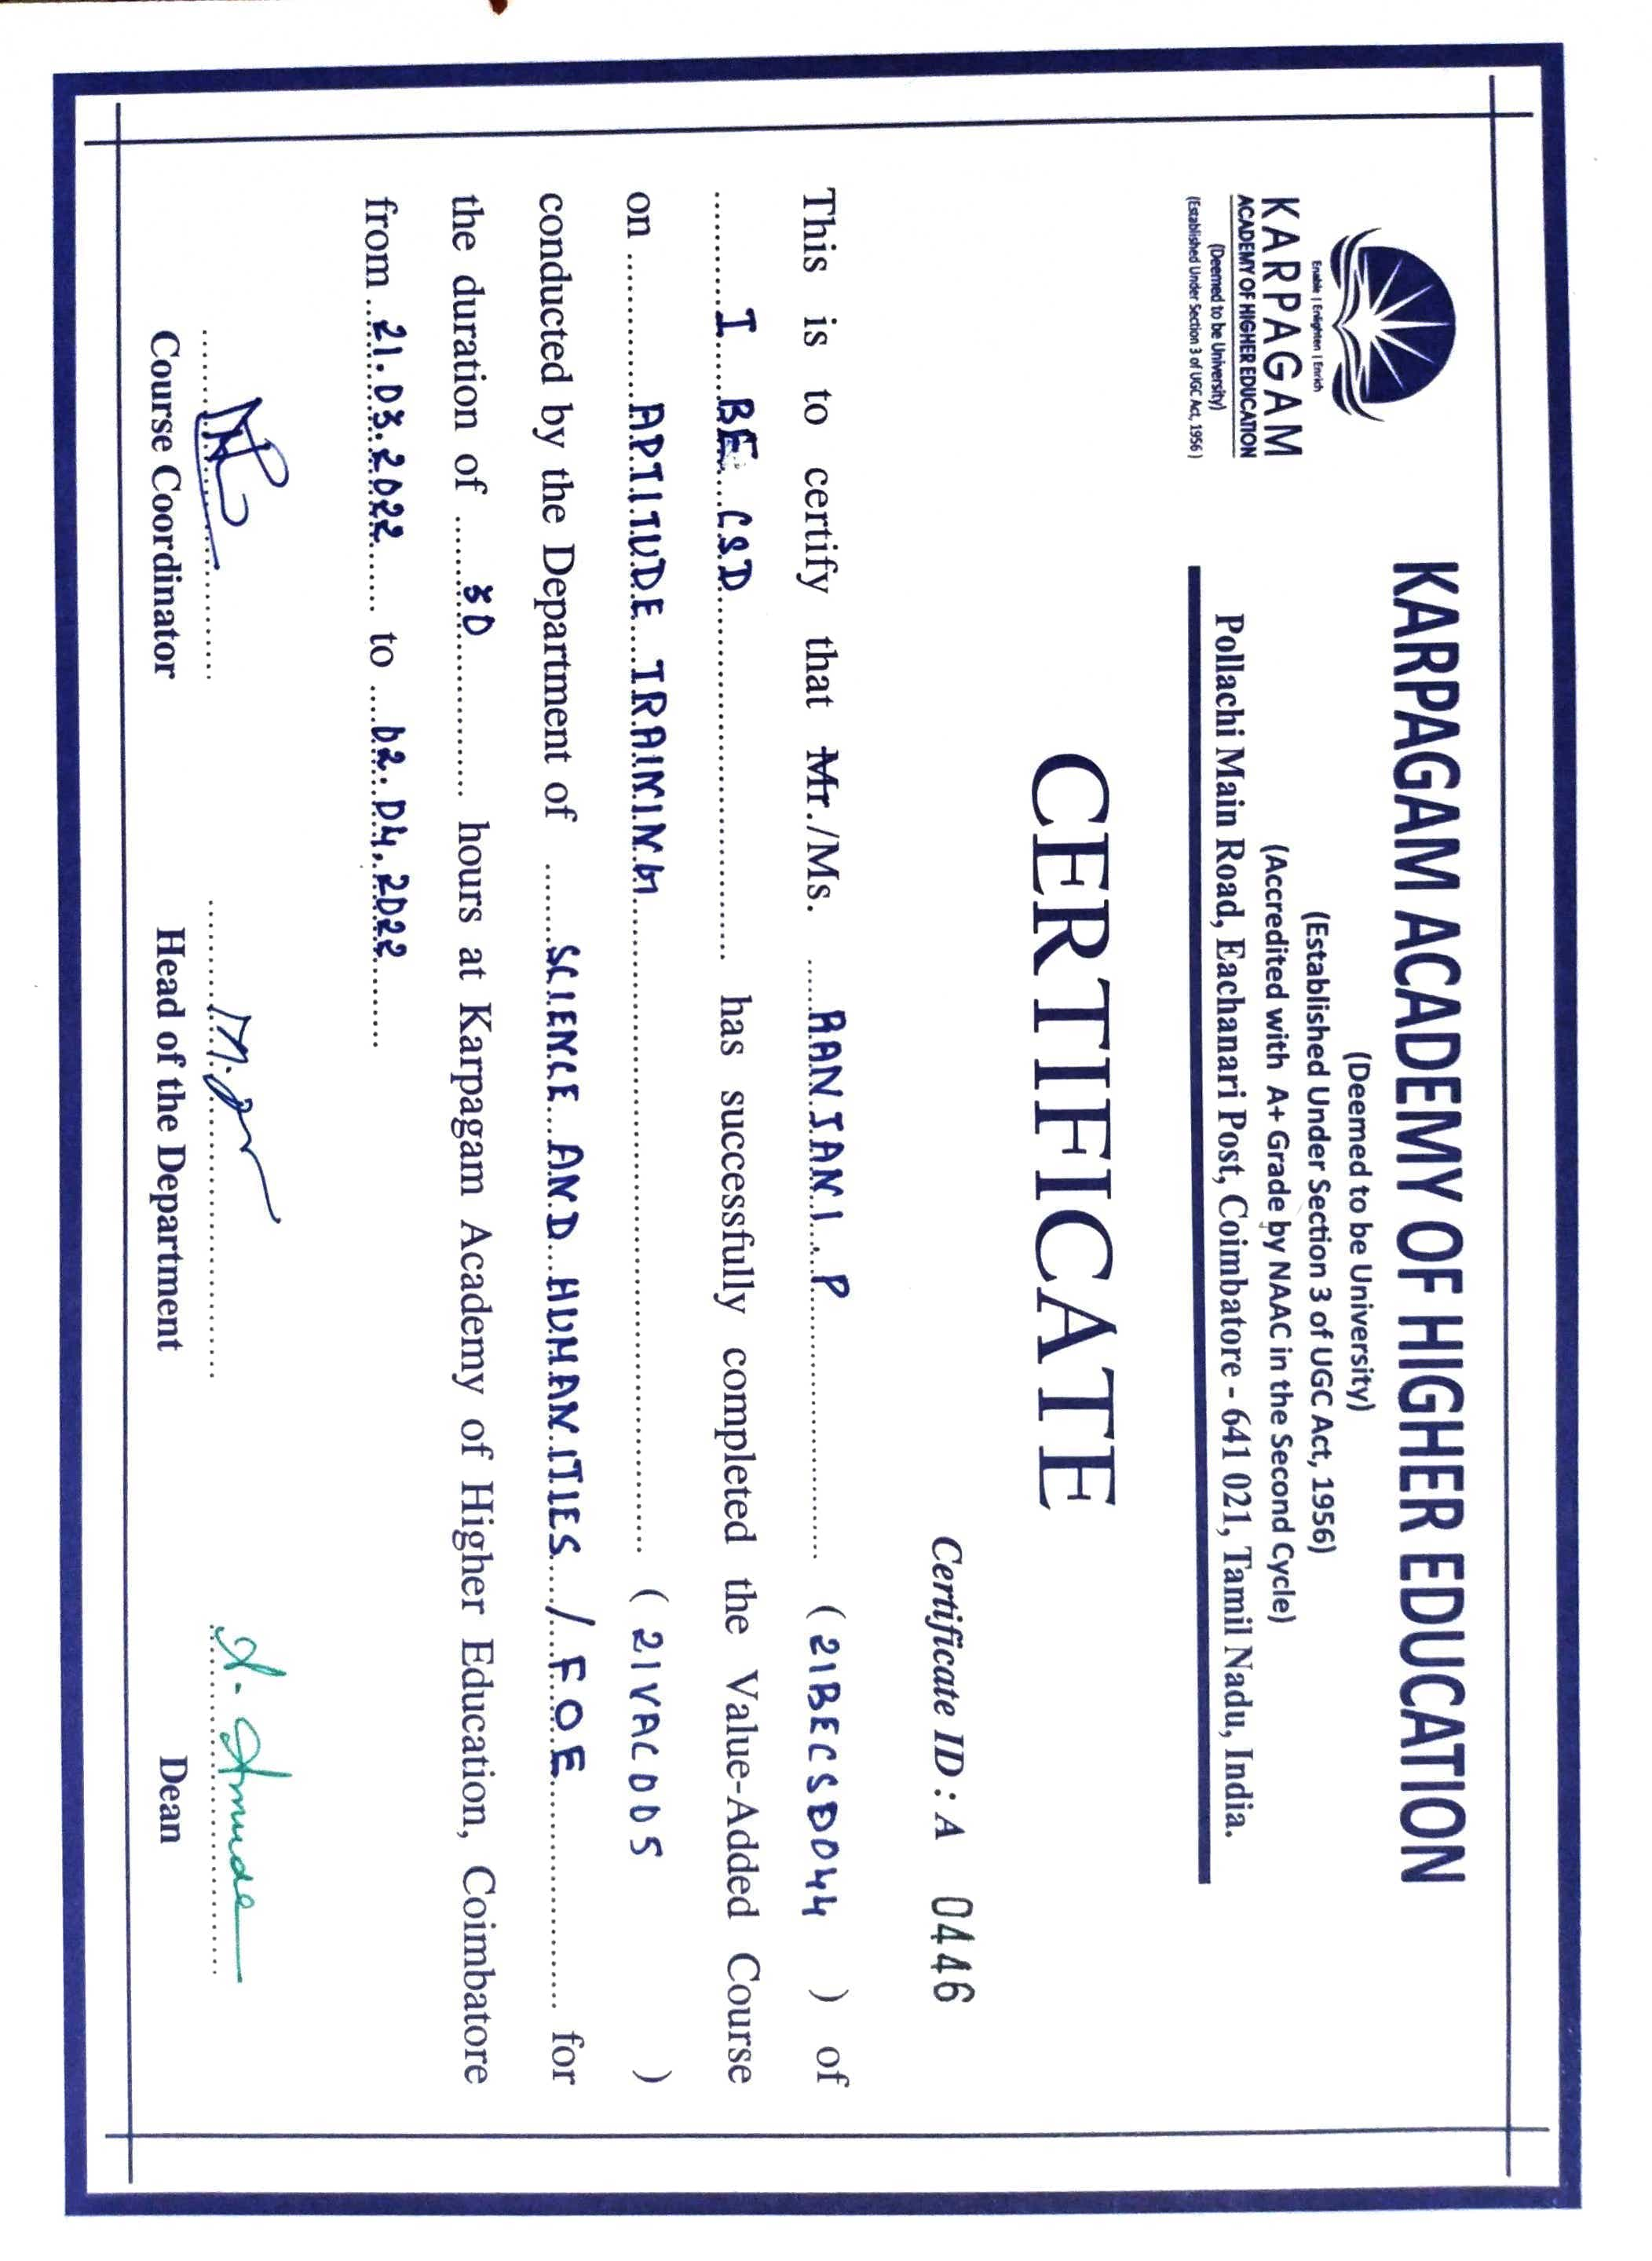 Enable | Enlighten | Enrich
KARPAGAM
ACADEMY OF HIGHER EDUCATION
(Deemed to be University)
(Established Under Section 3 of UGC Act, 1956 )
KARPAGAM ACADEMY OF HIGHER EDUCATION
(Deemed to be University)
(Established Under Section 3 of UGC Act, 1956)
(Accredited with A+ Grade by NAAC in the Second Cycle)
Pollachi Main Road, Eachanari Post, Coimbatore - 641 021, Tamil Nadu, India.
CERTIFICATE
Certificate ID : A 0446
This is to certify that Mr./Ms. RANJANI P (21BECSD044) of
I BE CSD has successfully completed the Value-Added Course
on APTITUDE TRAINING (21VAC005)
conducted by the Department of SCIENCE AND HUMANITIES / FOE for
the duration of 30 hours at Karpagam Academy of Higher Education, Coimbatore
from 21.03.2022 to 02.04.2022
Course Coordinator Head of the Department Dean